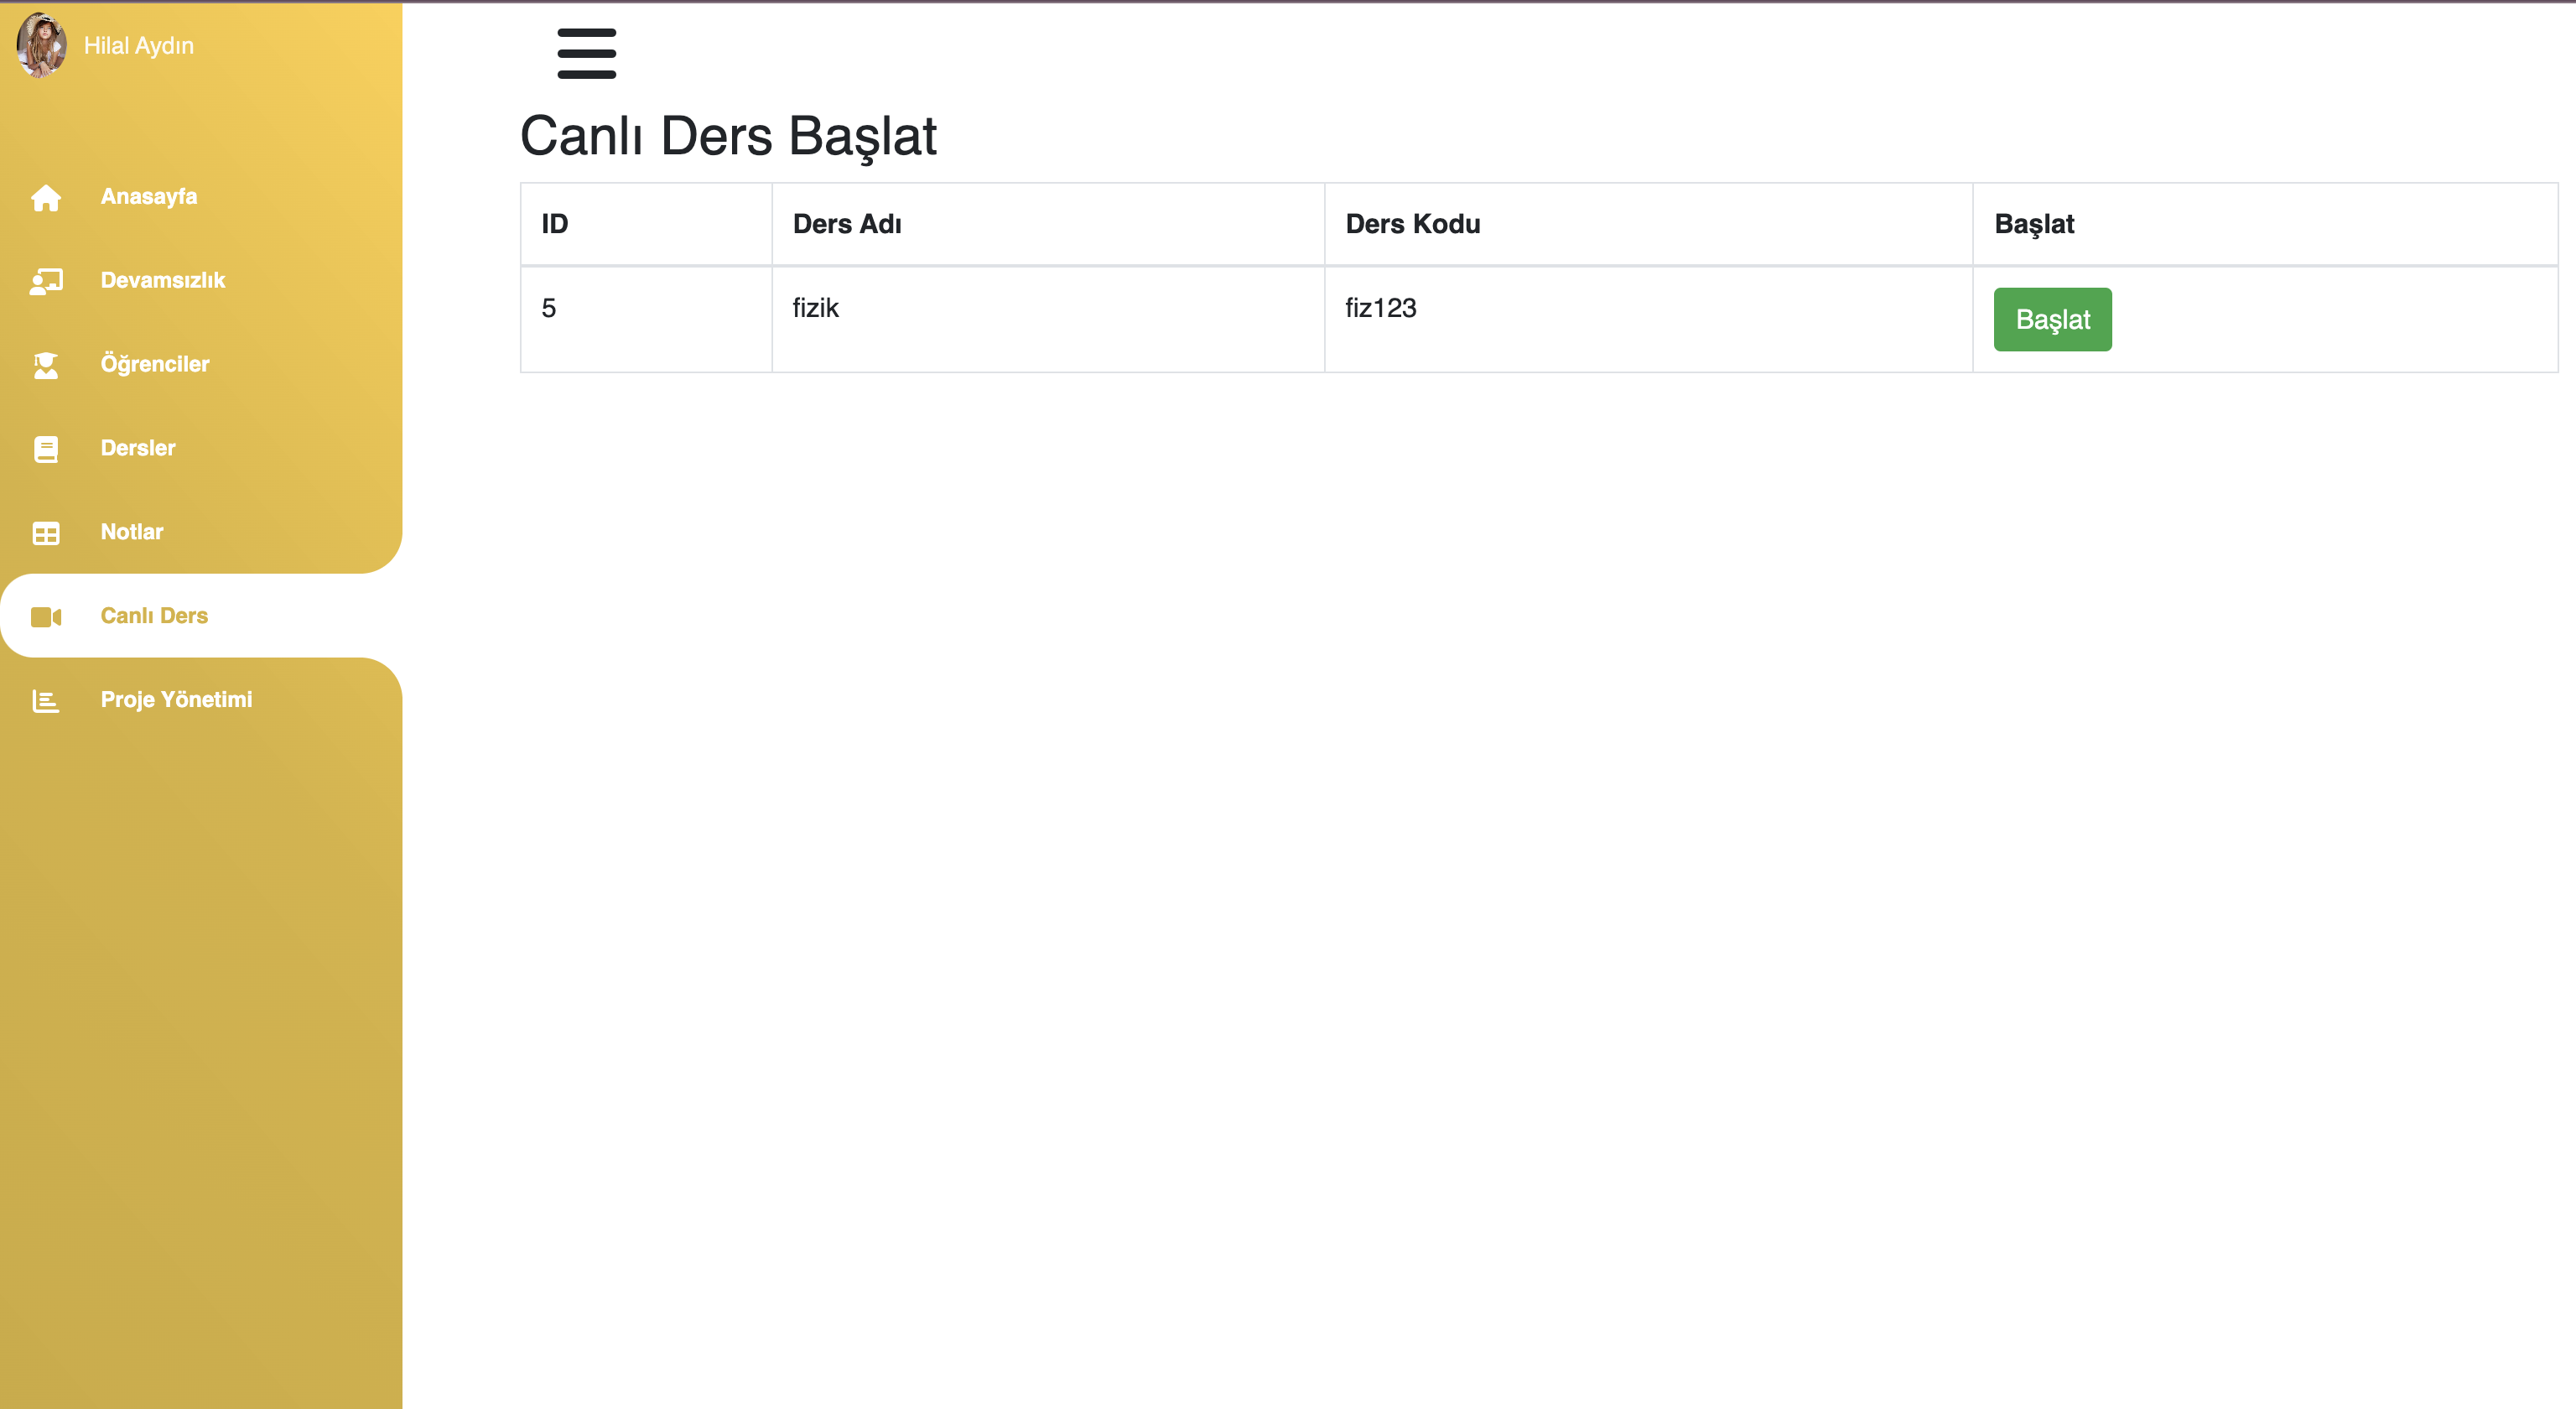 Hilal Aydın
Anasayfa
Devamsızlık
Öğrenciler
Dersler
Notlar
Canlı Ders
Proje Yönetimi
Canlı Ders Başlat
ID Ders Adı Ders Kodu Başlat
5 fizik fiz123 Başlat